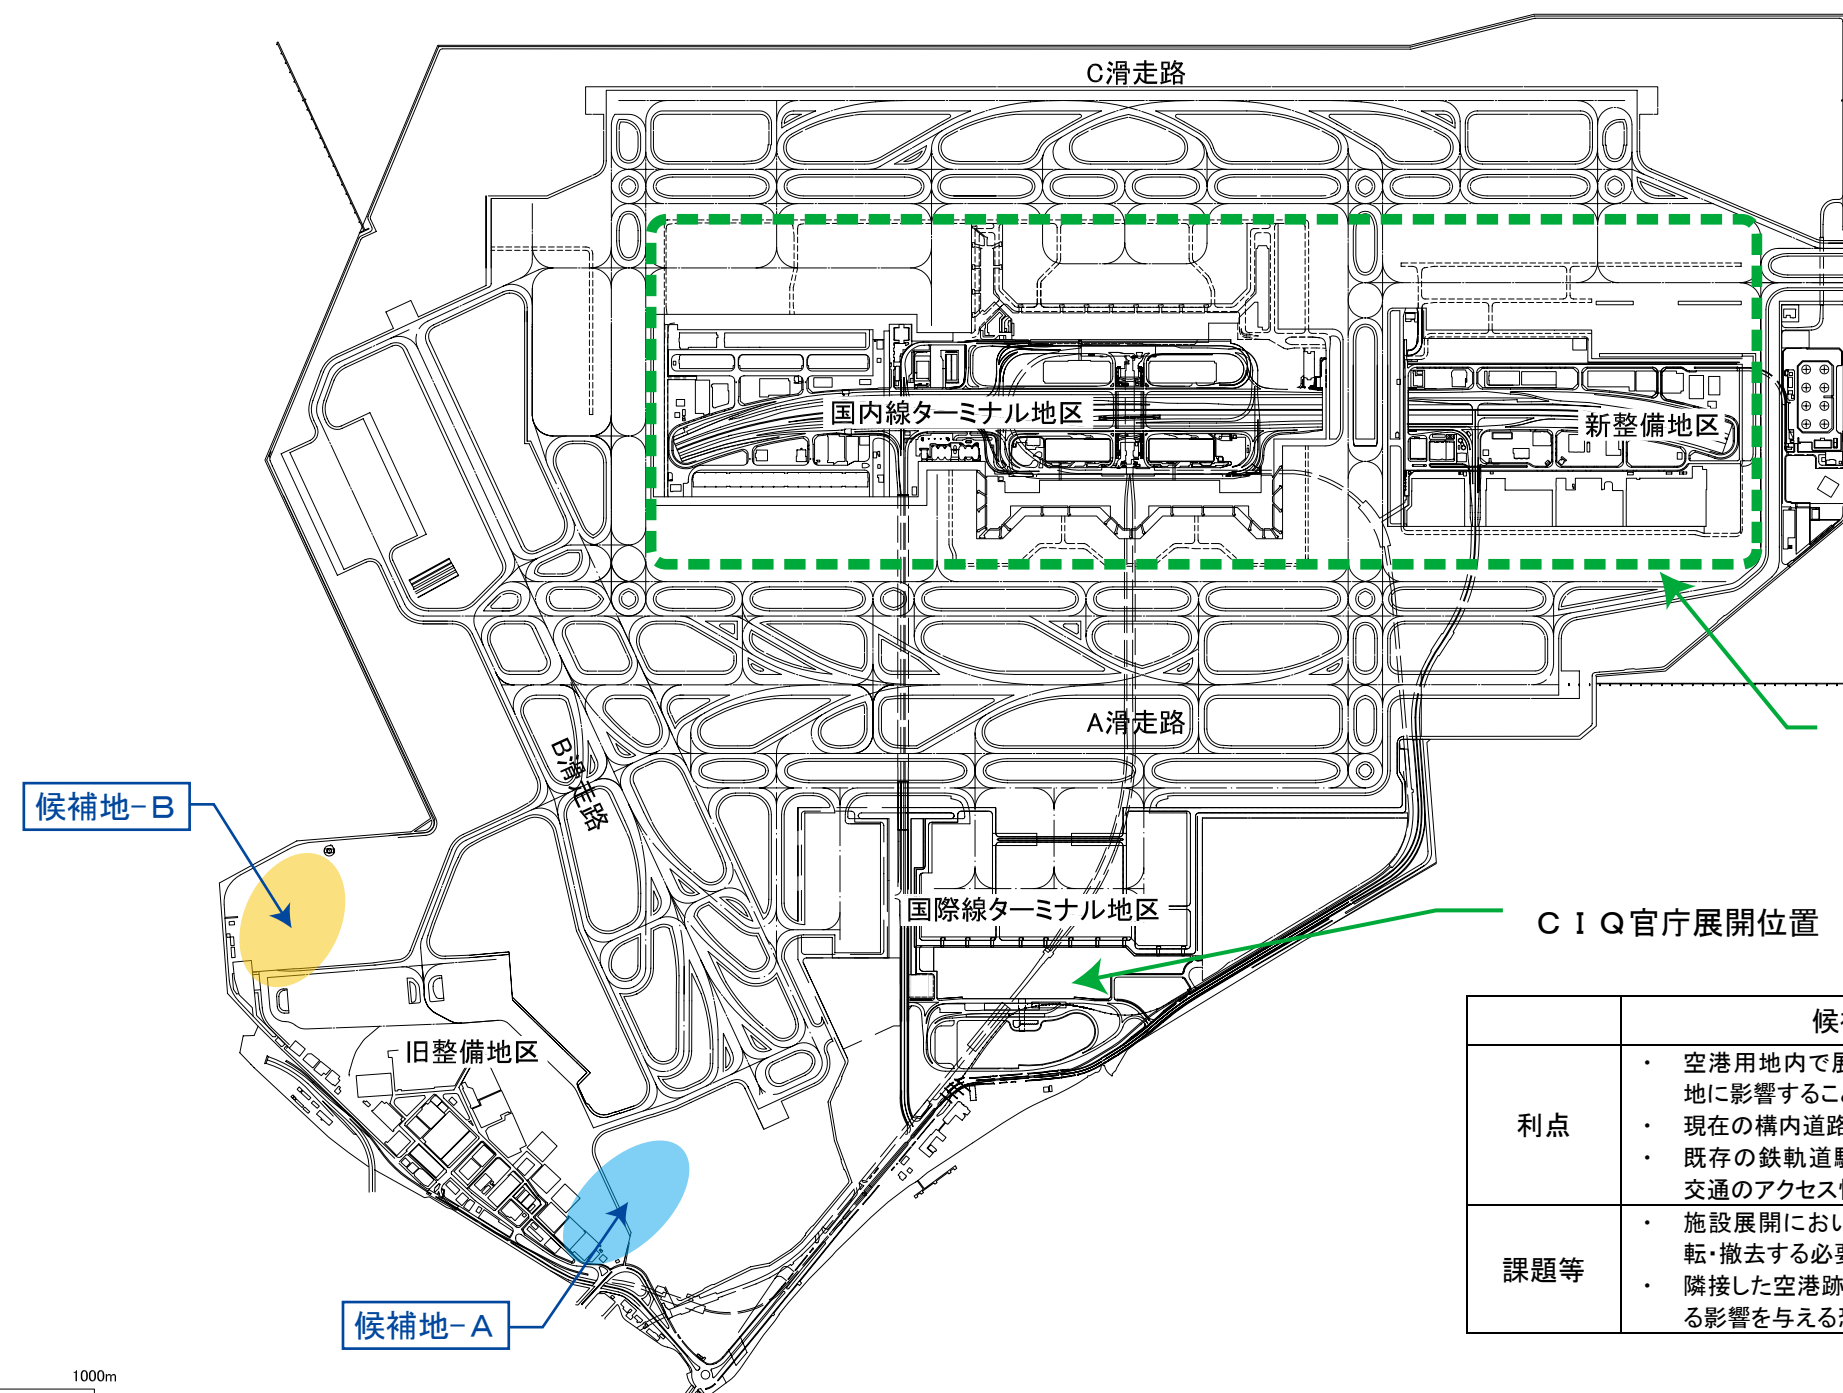 C滑走路
国内線ターミナル地区
新整備地区
A滑走路
B滑走路
候補地-B
国際線ターミナル地区
CIQ官庁展開位置
旧整備地区
候補地-A
1000m
候
利点
・ 空港用地内で展
地に影響するこ
・ 現在の構内道路
・ 既存の鉄軌道
交通のアクセス
課題等
・ 施設展開におい
転・撤去する必要
・ 隣接した空港跡
る影響を与える